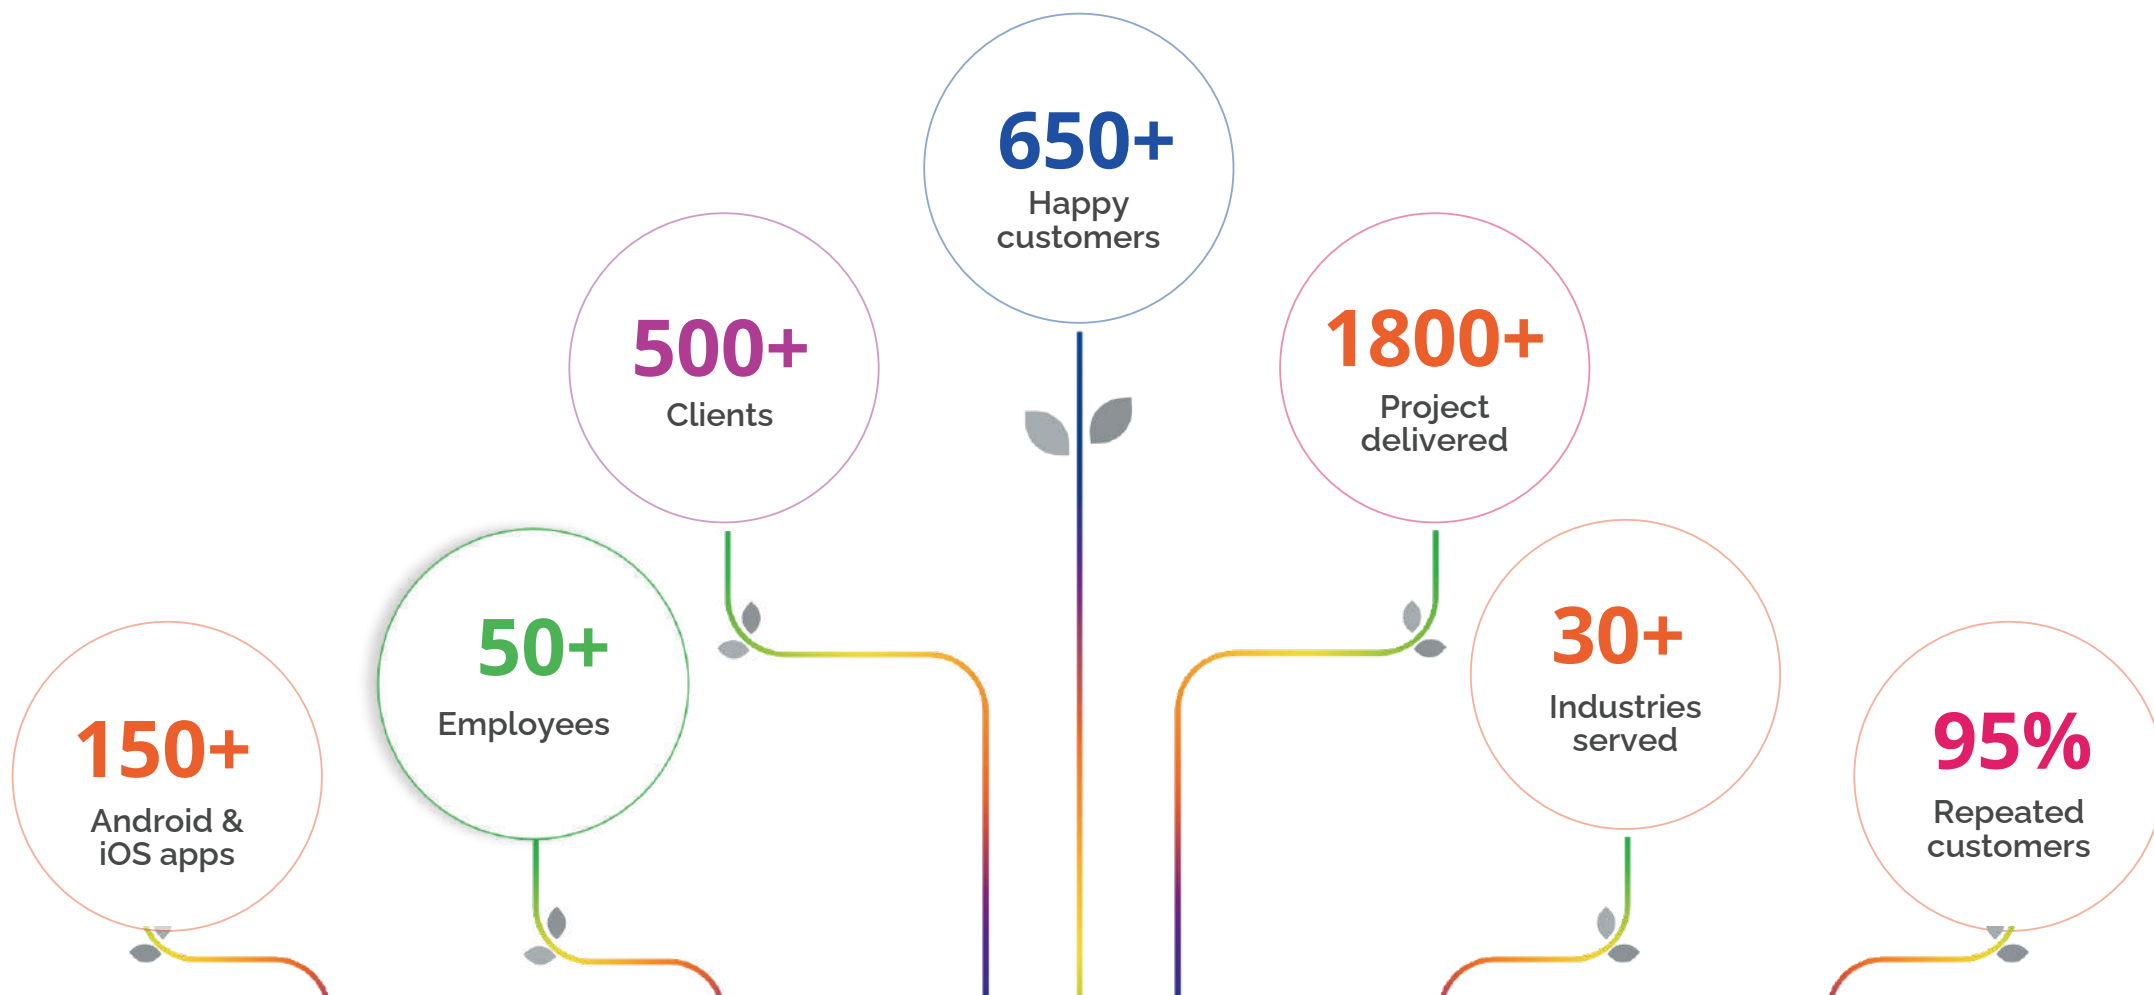 650+
Happy
customers
500+
Clients
1800+
Project
delivered
50+
Employees
30+
Industries
served
150+
Android &
iOS apps
95%
Repeated
customers